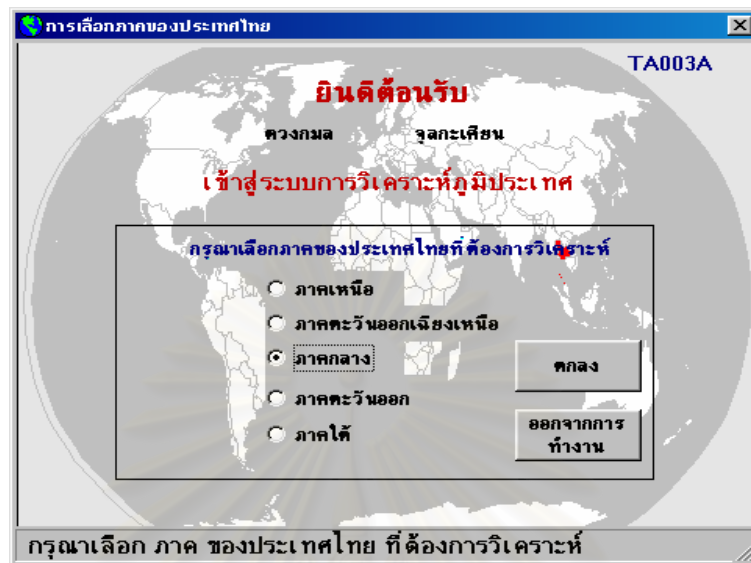 การเลือกภาคของประเทศไทย
TA003A
ยินดีต้อนรับ
ดวงกมล จุลกะเศียน
เข้าสู่ระบบการวิเคราะห์ภูมิประเทศ
กรุณาเลือกภาคของประเทศไทยที่ต้องการวิเคราะห์
ภาคเหนือ
ภาคตะวันออกเฉียงเหนือ
ภาคกลาง
ตกลง
ภาคตะวันออก
ภาคใต้
ออกจากการ
ทำงาน
กรุณาเลือก ภาค ของประเทศไทย ที่ต้องการวิเคราะห์